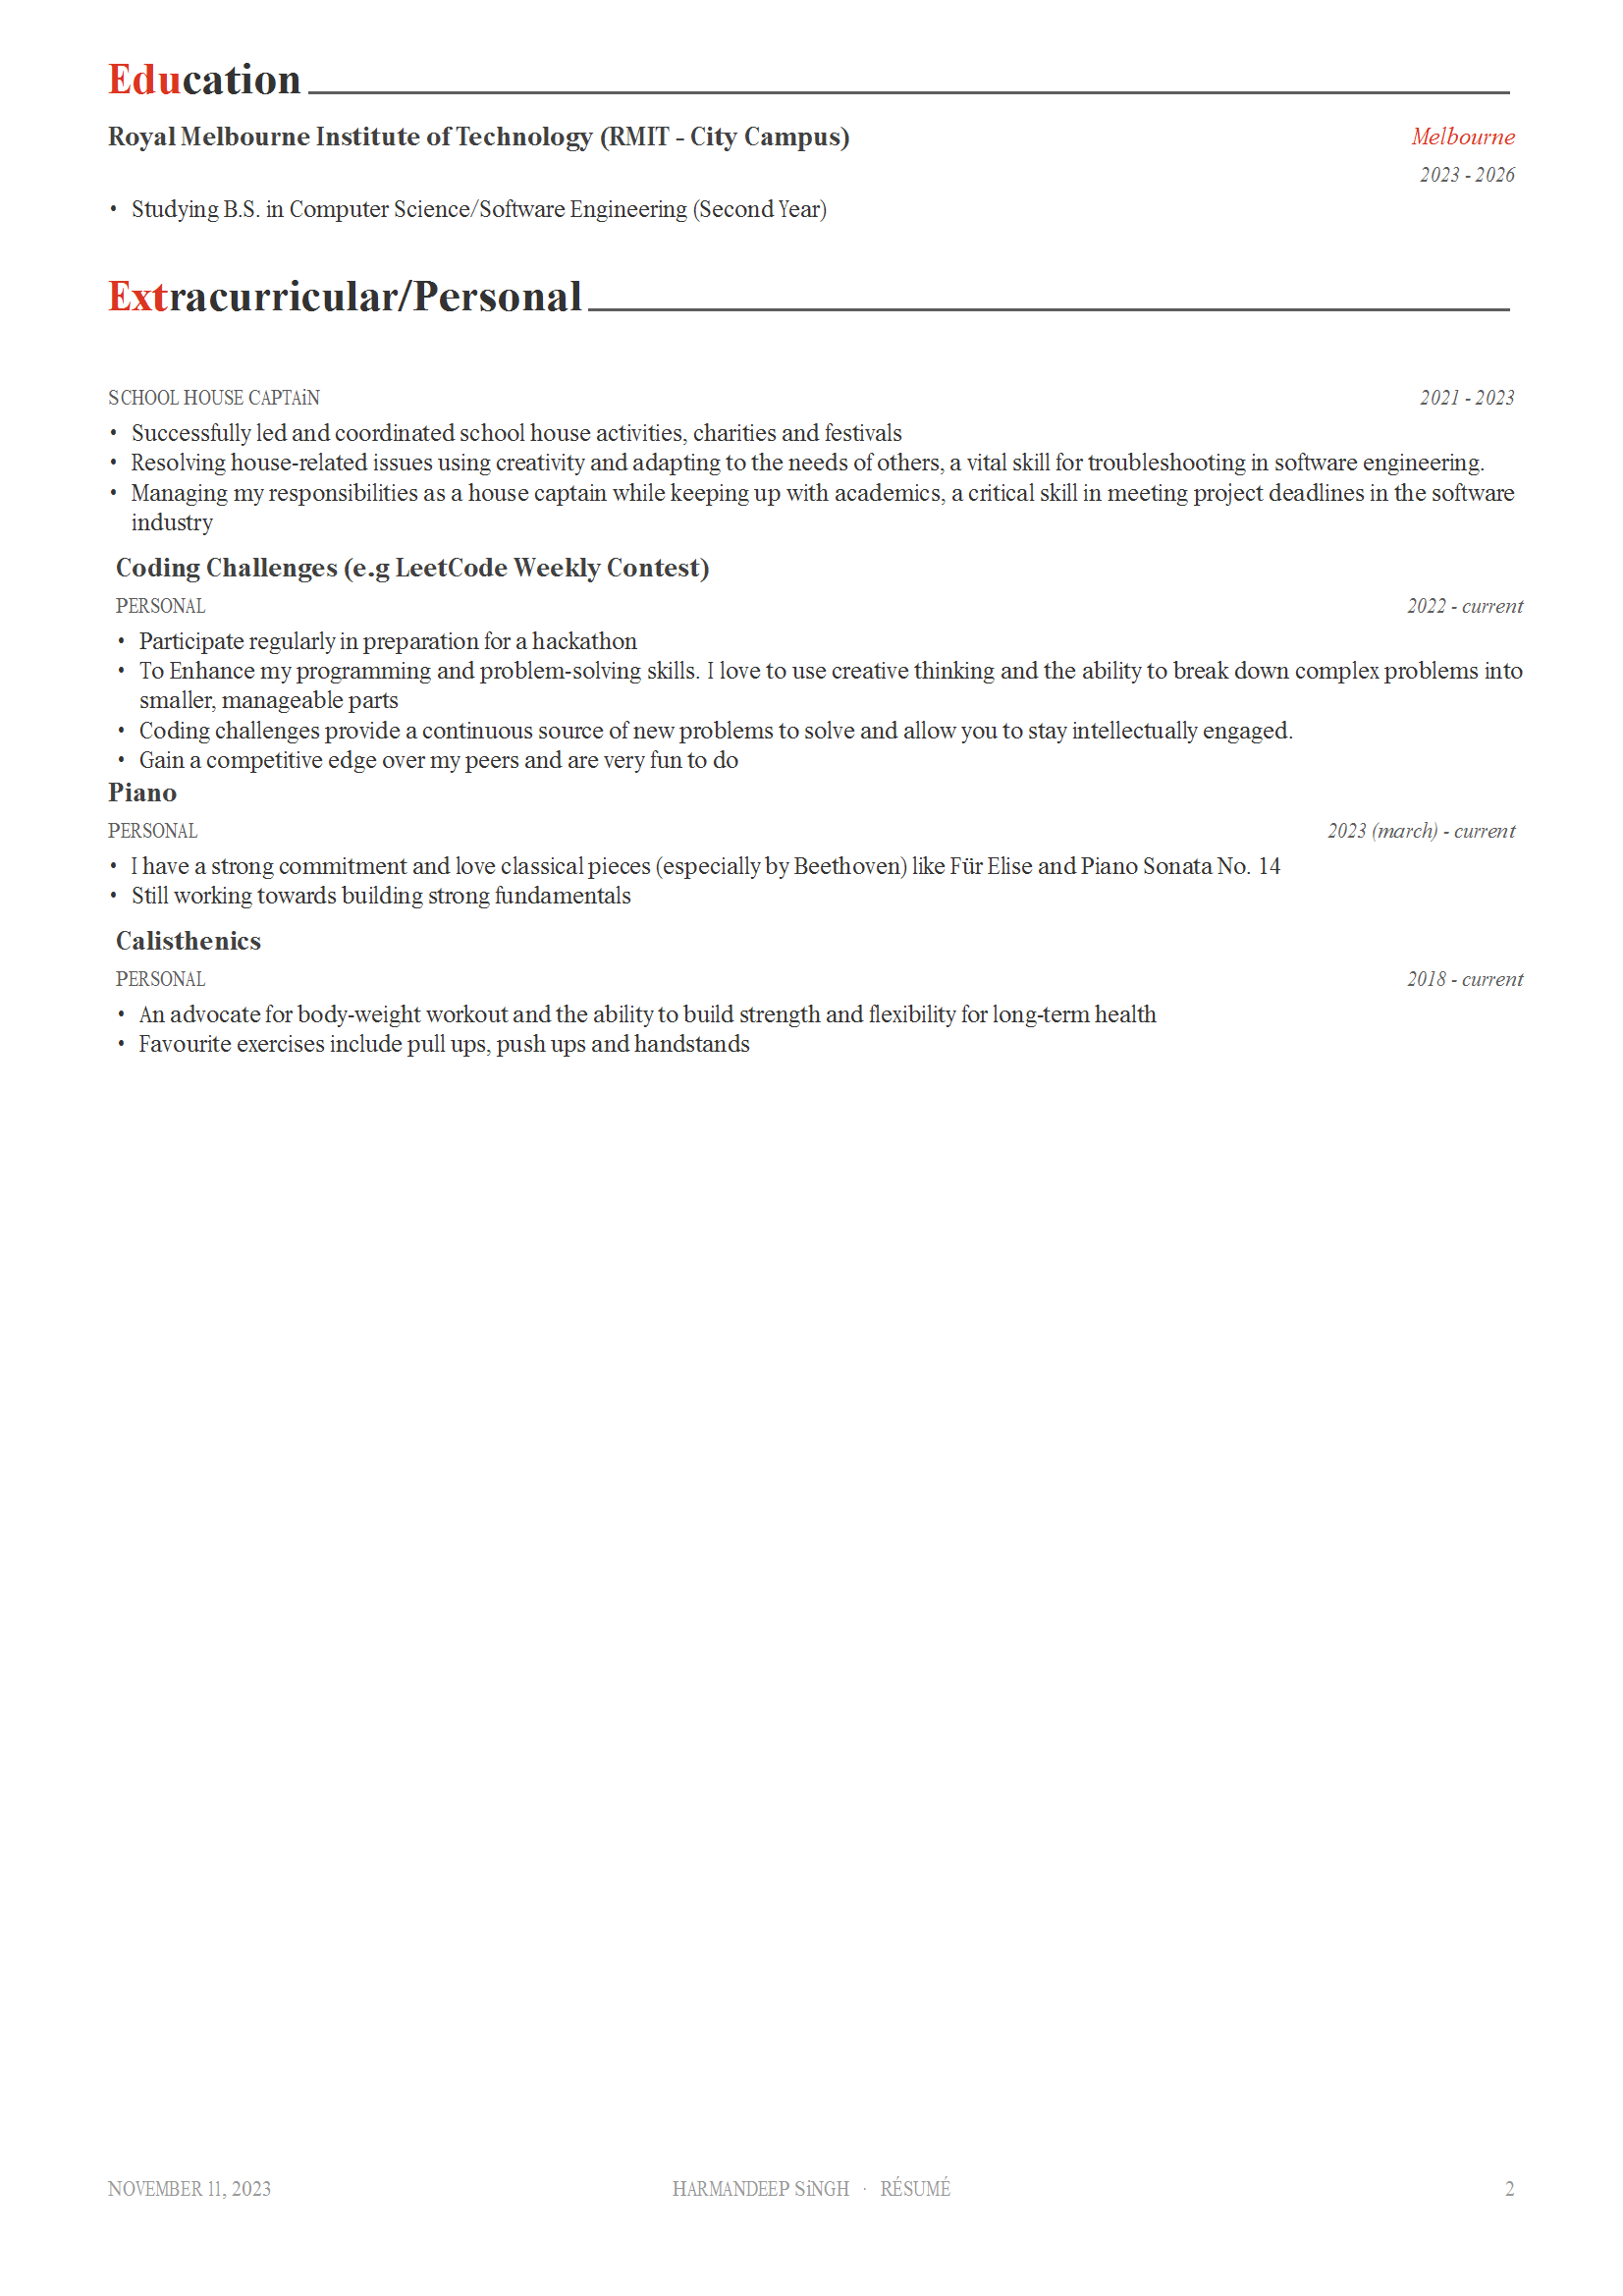 Education
Royal Melbourne Institute of Technology (RMIT - City Campus) Melbourne
2023 - 2026
• Studying B.S. in Computer Science/Software Engineering (Second Year)
Extracurricular/Personal
SCHOOL HOUSE CAPTAiN 2021 - 2023
• Successfully led and coordinated school house activities, charities and festivals
• Resolving house-related issues using creativity and adapting to the needs of others, a vital skill for troubleshooting in software engineering.
• Managing my responsibilities as a house captain while keeping up with academics, a critical skill in meeting project deadlines in the software
industry
Coding Challenges (e.g LeetCode Weekly Contest)
PERSONAL 2022 - current
• Participate regularly in preparation for a hackathon
• To Enhance my programming and problem-solving skills. I love to use creative thinking and the ability to break down complex problems into
smaller, manageable parts
• Coding challenges provide a continuous source of new problems to solve and allow you to stay intellectually engaged.
• Gain a competitive edge over my peers and are very fun to do
Piano
PERSONAL 2023 (march) - current
• I have a strong commitment and love classical pieces (especially by Beethoven) like Für Elise and Piano Sonata No. 14
• Still working towards building strong fundamentals
Calisthenics
PERSONAL 2018 - current
• An advocate for body-weight workout and the ability to build strength and flexibility for long-term health
• Favourite exercises include pull ups, push ups and handstands
NOVEMBER 11, 2023 HARMANDEEP SiNGH · RÉSUMÉ 2